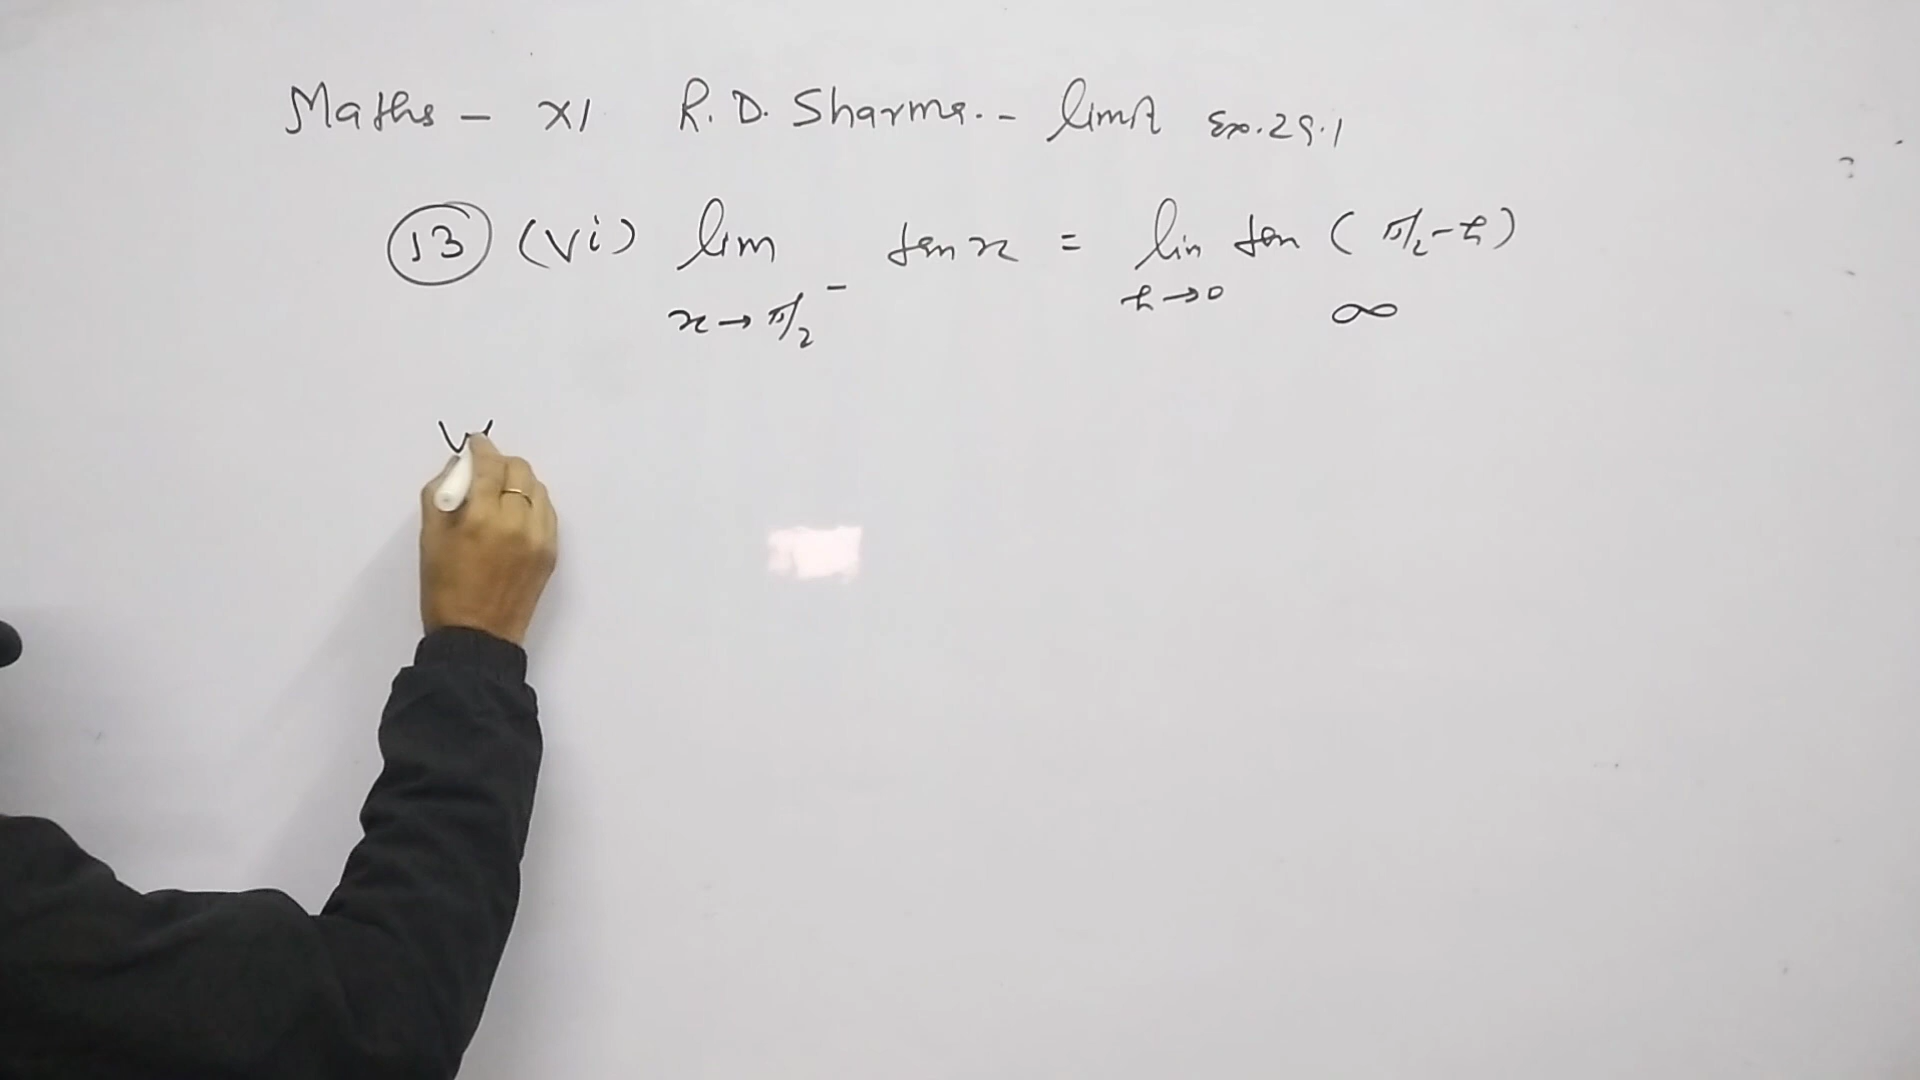 Maths - XI R.D. Sharma. - limit Ex. 29.1
13 (vi) lim x→π/2⁻ tan x = lim h→0 tan (π/2 - h)
∞